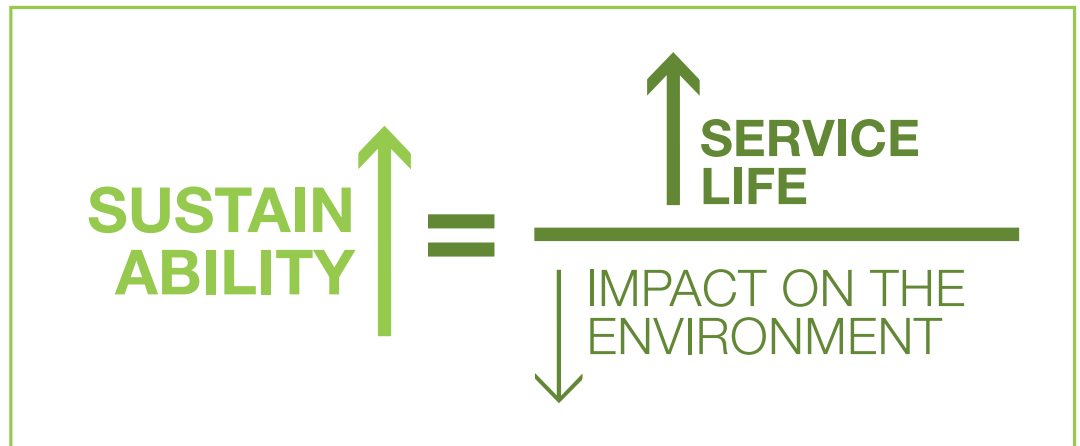 SUSTAIN
ABILITY
=
SERVICE
LIFE
IMPACT ON THE
ENVIRONMENT